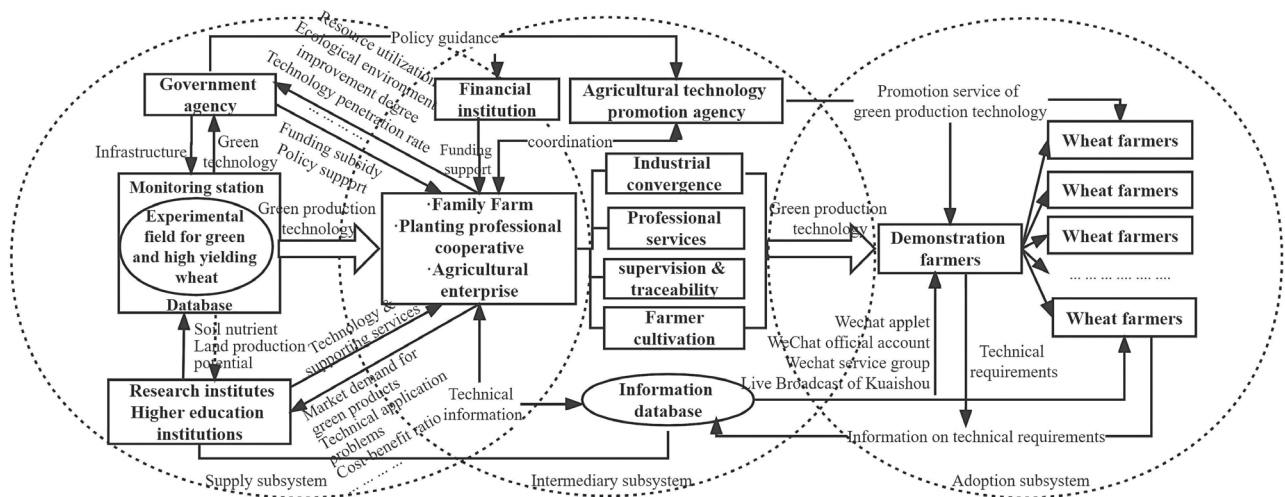 Policy guidance
Resource utilization
Ecological environment
improvement degree
Technology penetration rate
... ... ... ...
Government
agency
Financial
institution
Agricultural technology
promotion agency
Promotion service of
green production technology
Infrastructure
Green
technology
Funding subsidy
Policy support
Funding
support
coordination
Monitoring station
Experimental
field for green
and high yielding
wheat
Database
Green production
technology
·Family Farm
·Planting professional
cooperative
·Agricultural
enterprise
Industrial
convergence
Professional
services
supervision &
traceability
Farmer
cultivation
Green production
technology
Demonstration
farmers
Wheat farmers
Wheat farmers
Wheat farmers
... ... ... .... .... ...
Wheat farmers
Soil nutrient
Land production
potential
Technology &
supporting services
Market demand for
green products
Technical application
problems
Cost-benefit ratio
... ... ...
Research institutes
Higher education
institutions
Technical
information
Information
database
Wechat applet
WeChat official account
Wechat service group
Live Broadcast of Kuaishou
Technical
requirements
Information on technical requirements
Supply subsystem
Intermediary subsystem
Adoption subsystem